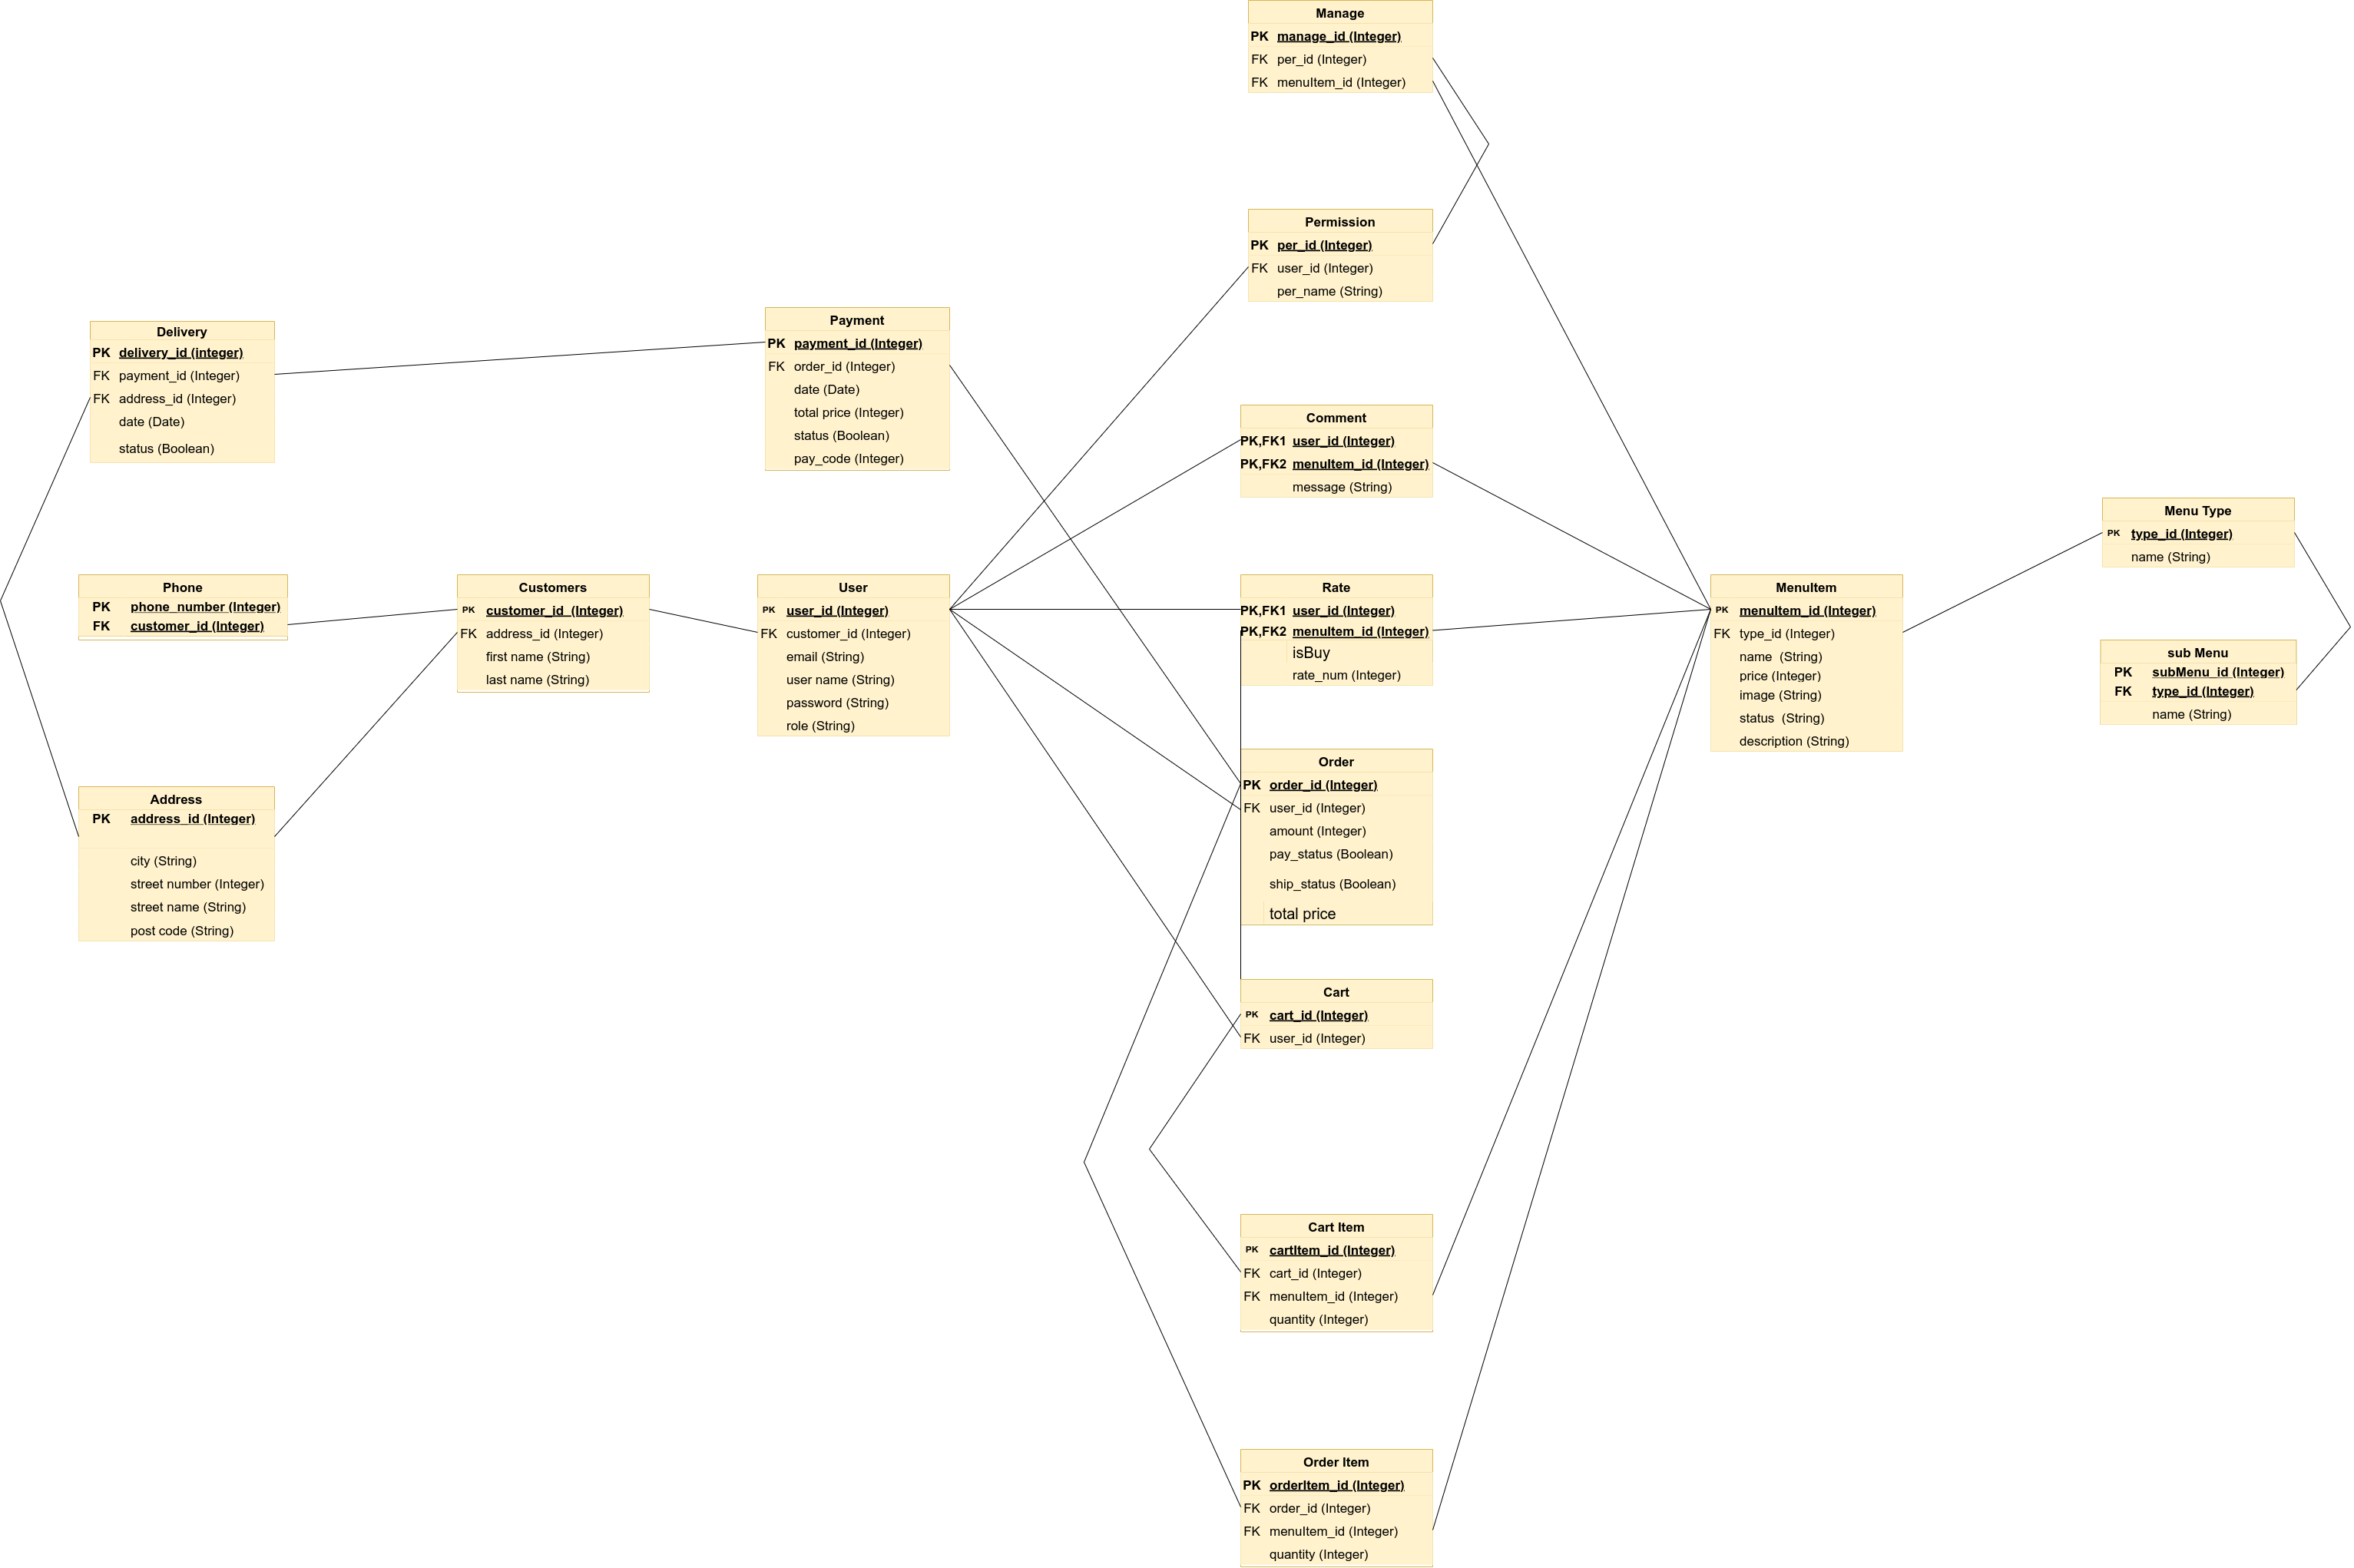 Manage
PK manage_id (Integer)
FK per_id (Integer)
FK menuItem_id (Integer)
Permission
PK per_id (Integer)
FK user_id (Integer)
per_name (String)
Delivery
PK delivery_id (integer)
FK payment_id (Integer)
FK address_id (Integer)
date (Date)
status (Boolean)
Payment
PK payment_id (Integer)
FK order_id (Integer)
date (Date)
total price (Integer)
status (Boolean)
pay_code (Integer)
Comment
PK,FK1 user_id (Integer)
PK,FK2 menuItem_id (Integer)
message (String)
Menu Type
PK type_id (Integer)
name (String)
Phone
PK phone_number (Integer)
FK customer_id (Integer)
Customers
PK customer_id  (Integer)
FK address_id (Integer)
first name (String)
last name (String)
User
PK user_id (Integer)
FK customer_id (Integer)
email (String)
user name (String)
password (String)
role (String)
Rate
PK,FK1 user_id (Integer)
PK,FK2 menuItem_id (Integer)
isBuy
rate_num (Integer)
MenuItem
PK menuItem_id (Integer)
FK type_id (Integer)
name  (String)
price (Integer)
image (String)
status  (String)
description (String)
sub Menu
PK subMenu_id (Integer)
FK type_id (Integer)
name (String)
Address
PK address_id (Integer)
city (String)
street number (Integer)
street name (String)
post code (String)
Order
PK order_id (Integer)
FK user_id (Integer)
amount (Integer)
pay_status (Boolean)
ship_status (Boolean)
total price
Cart
PK cart_id (Integer)
FK user_id (Integer)
Cart Item
PK cartItem_id (Integer)
FK cart_id (Integer)
FK menuItem_id (Integer)
quantity (Integer)
Order Item
PK orderItem_id (Integer)
FK order_id (Integer)
FK menuItem_id (Integer)
quantity (Integer)